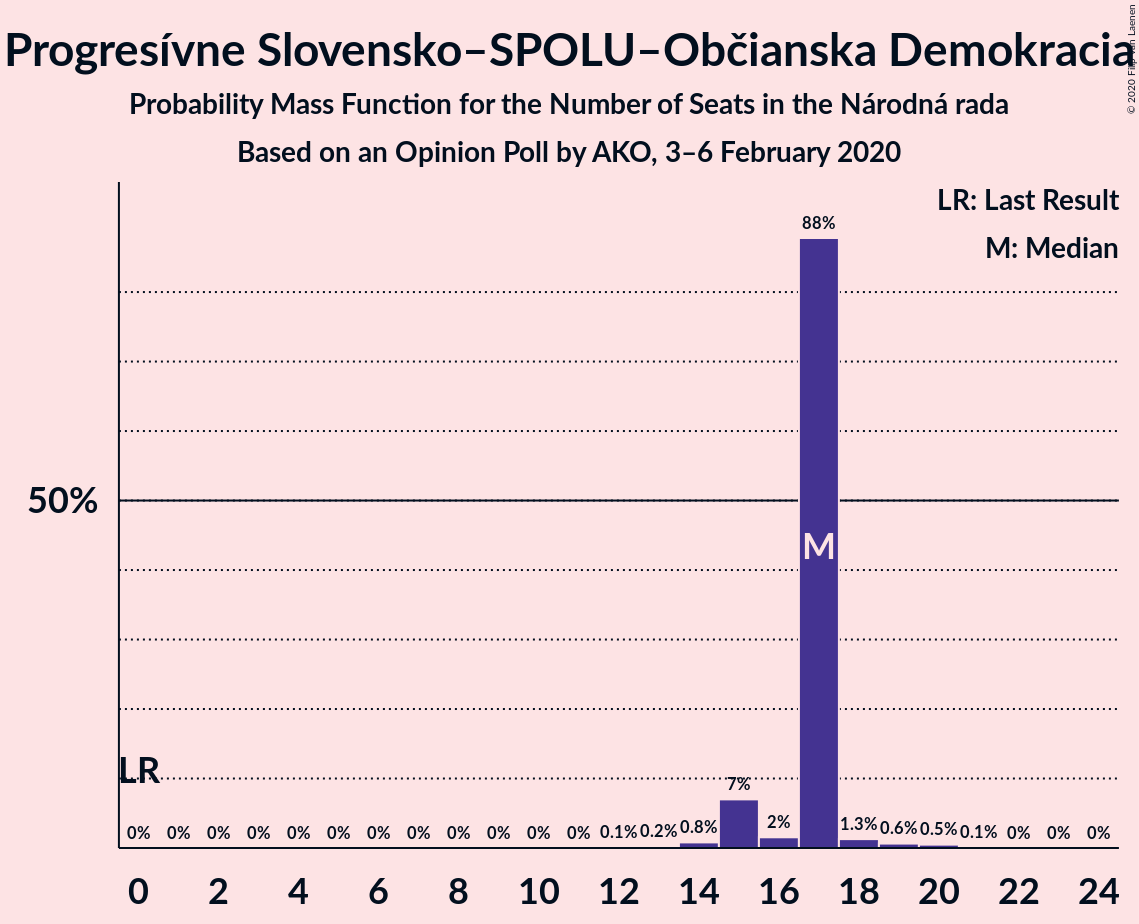 Progresívne Slovensko–SPOLU–Občianska Demokracia
Probability Mass Function for the Number of Seats in the Národná rada
Based on an Opinion Poll by AKO, 3–6 February 2020
© 2020 Filip van Laenen
LR: Last Result
M: Median
88%
50%
M
LR
0% 0% 0% 0% 0% 0% 0% 0% 0% 0% 0% 0% 0.1% 0.2% 0.8% 7% 2% 1.3% 0.6% 0.5% 0.1% 0% 0% 0%
0 2 4 6 8 10 12 14 16 18 20 22 24